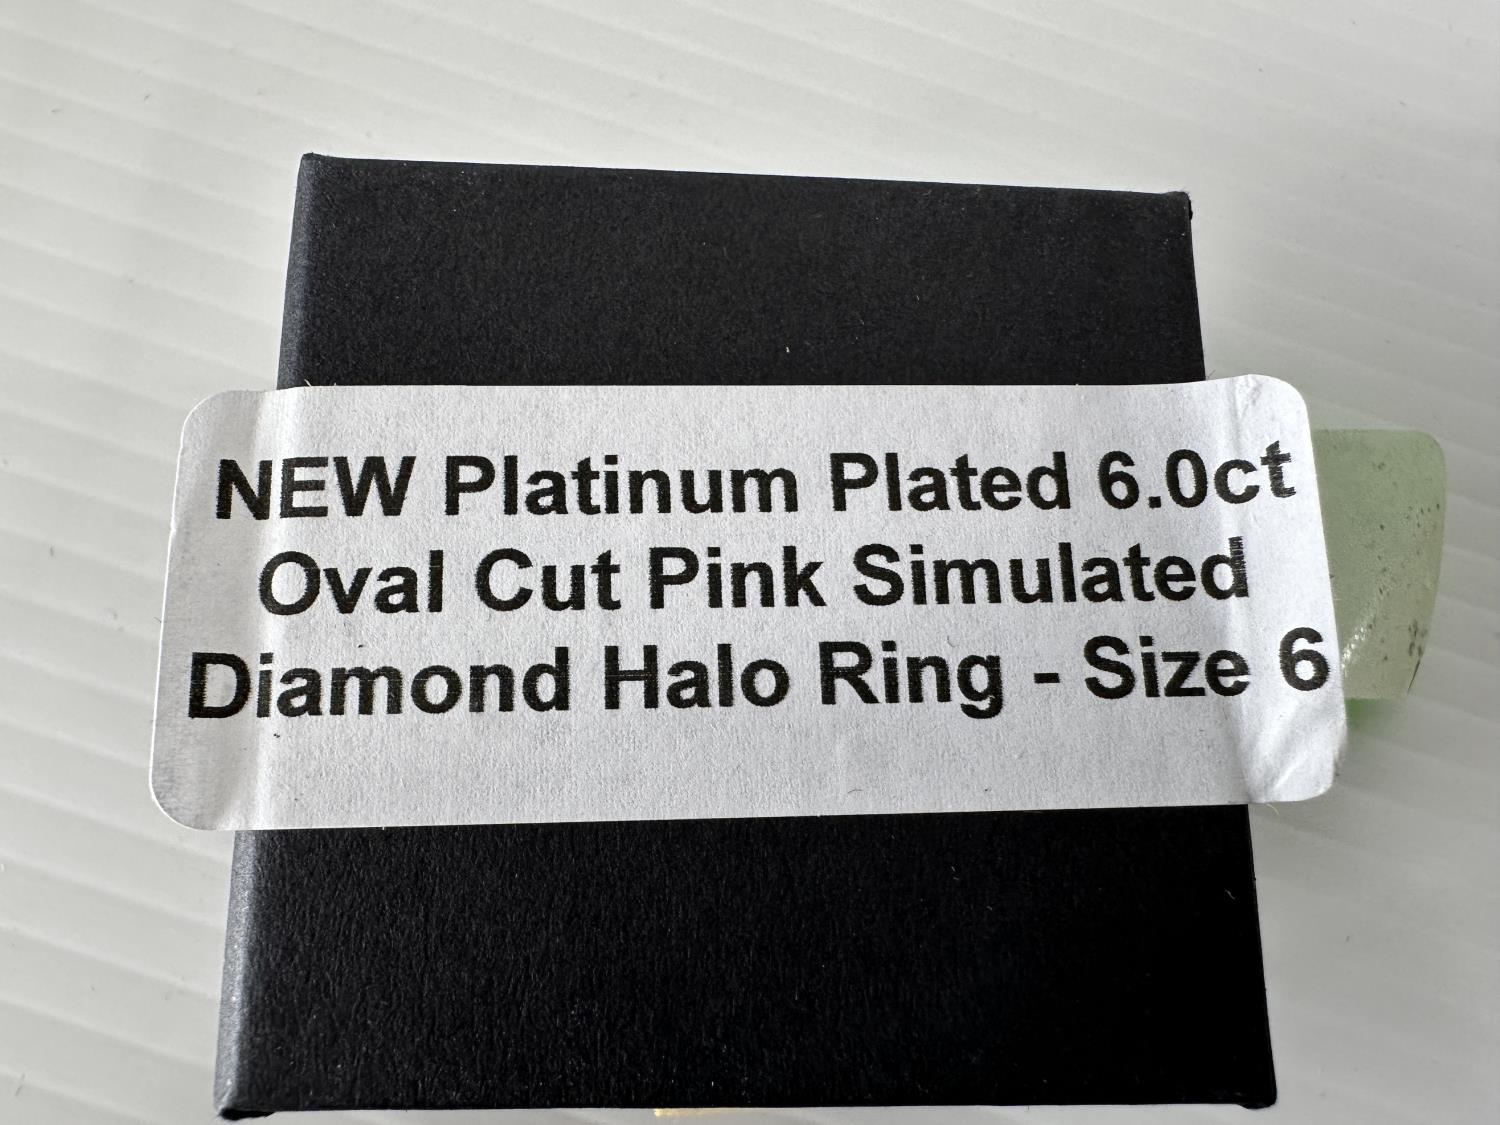 NEW Platinum Plated 6.0ct
Oval Cut Pink Simulated
Diamond Halo Ring - Size 6